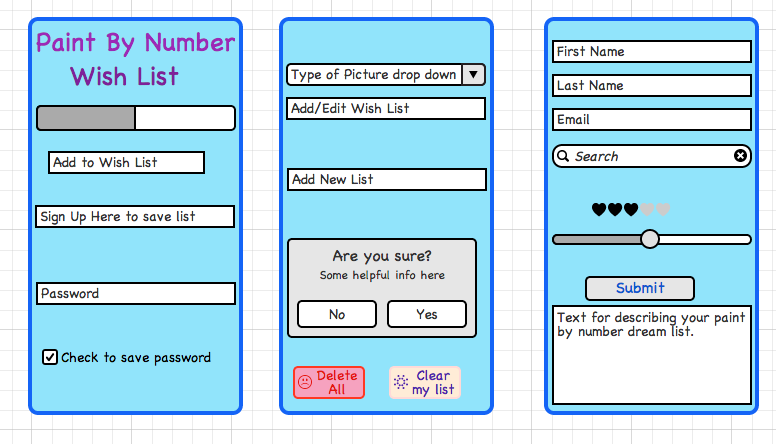 Paint By Number
Wish List
Add to Wish List
Sign Up Here to save list
Password
Check to save password
Type of Picture drop down
Add/Edit Wish List
Add New List
Are you sure?
Some helpful info here
No
Yes
Delete
All
Clear
my list
First Name
Last Name
Email
Search
Submit
Text for describing your paint
by number dream list.